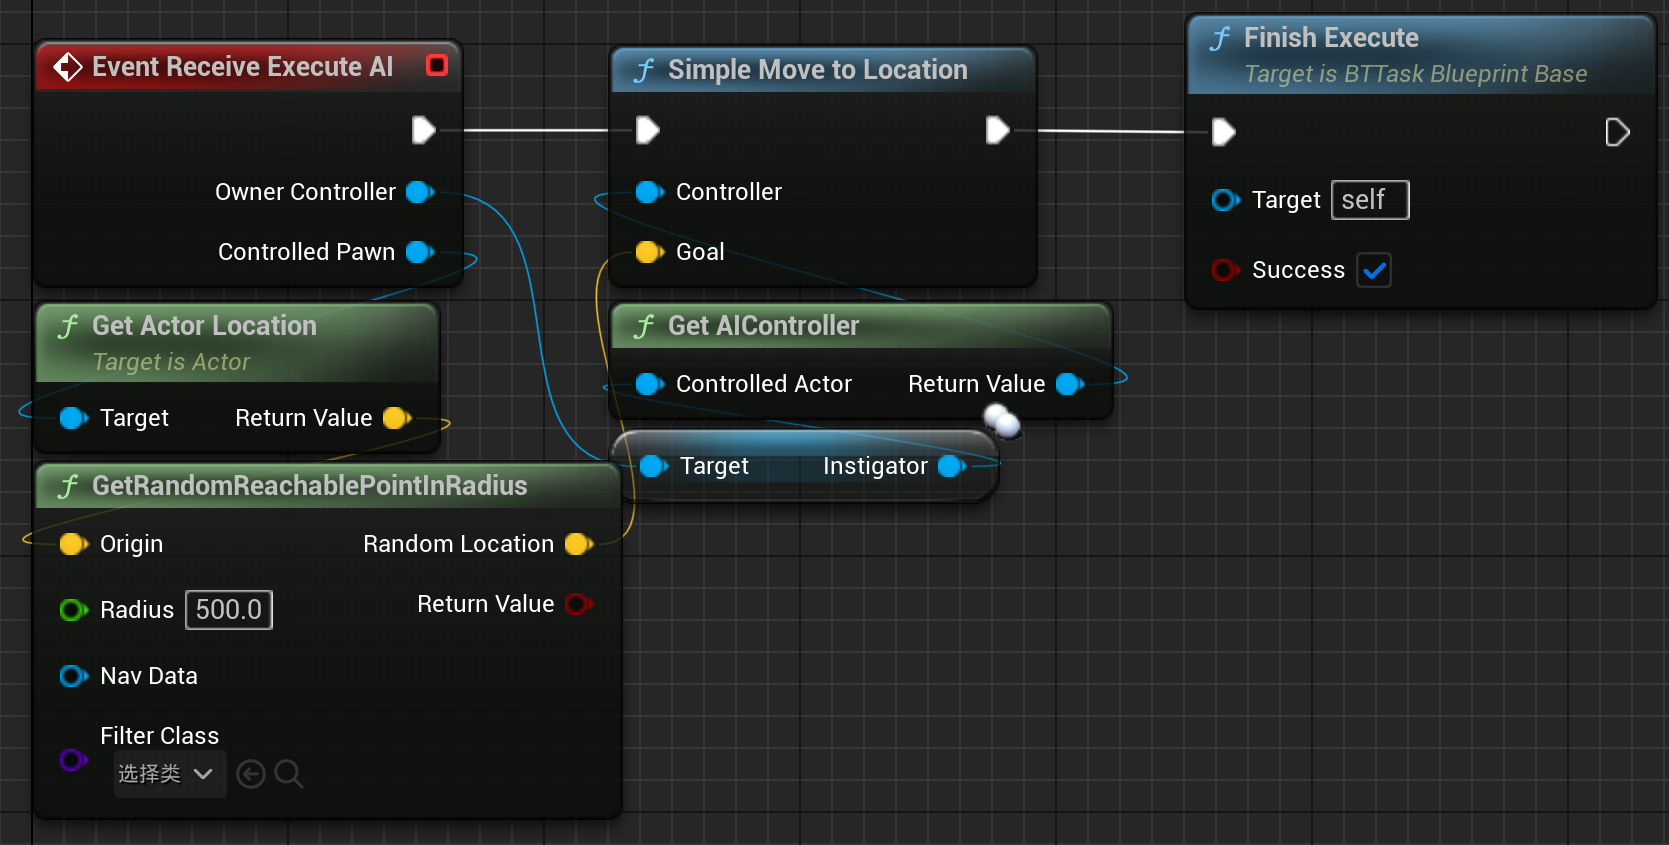 Event Receive Execute AI
Owner Controller
Controlled Pawn
Simple Move to Location
Controller
Goal
Finish Execute
Target is BTTask Blueprint Base
Target self
Success
Get Actor Location
Target is Actor
Target Return Value
Get AIController
Controlled Actor Return Value
Target Instigator
GetRandomReachablePointInRadius
Origin Random Location
Radius 500.0 Return Value
Nav Data
Filter Class
选择类